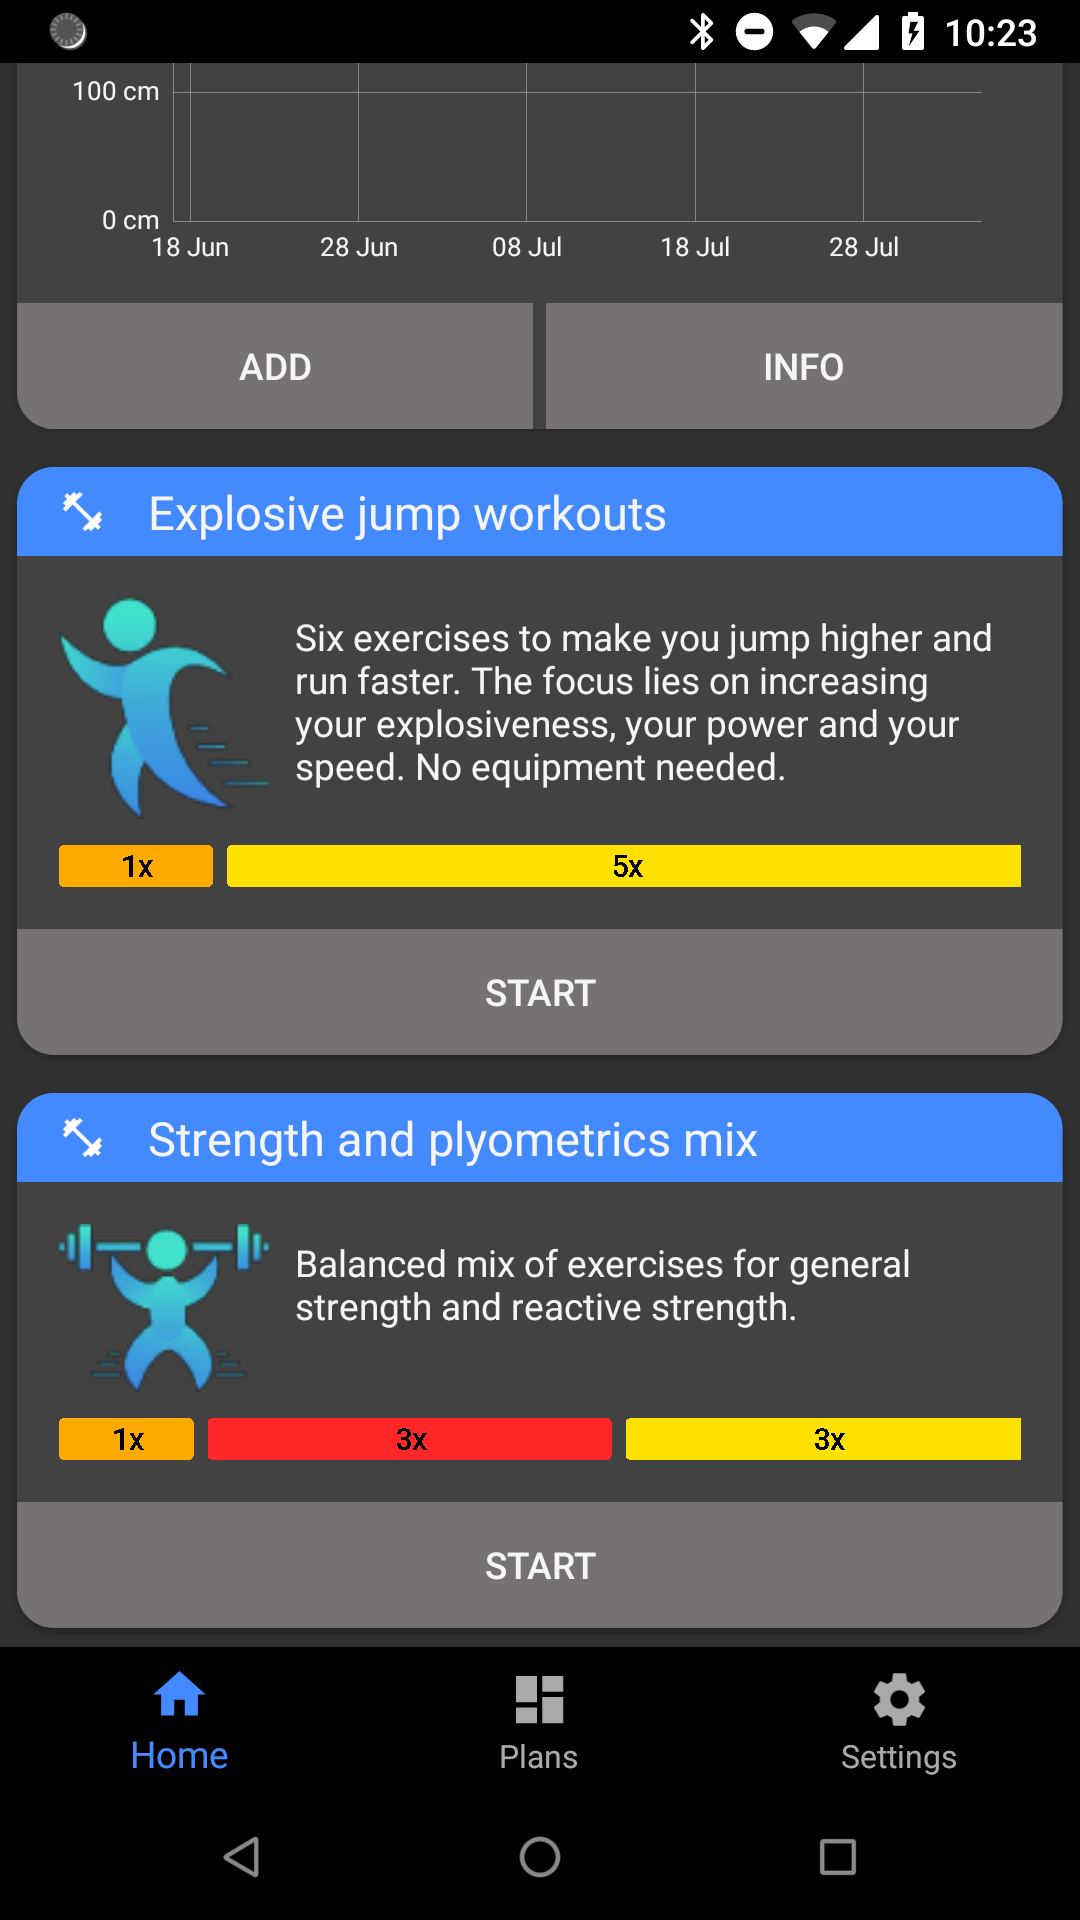 10:23
100 cm
0 cm
18 Jun 28 Jun 08 Jul 18 Jul 28 Jul
ADD INFO
Explosive jump workouts
Six exercises to make you jump higher and
run faster. The focus lies on increasing
your explosiveness, your power and your
speed. No equipment needed.
1x 5x
START
Strength and plyometrics mix
Balanced mix of exercises for general
strength and reactive strength.
1x 3x 3x
START
Home Plans Settings